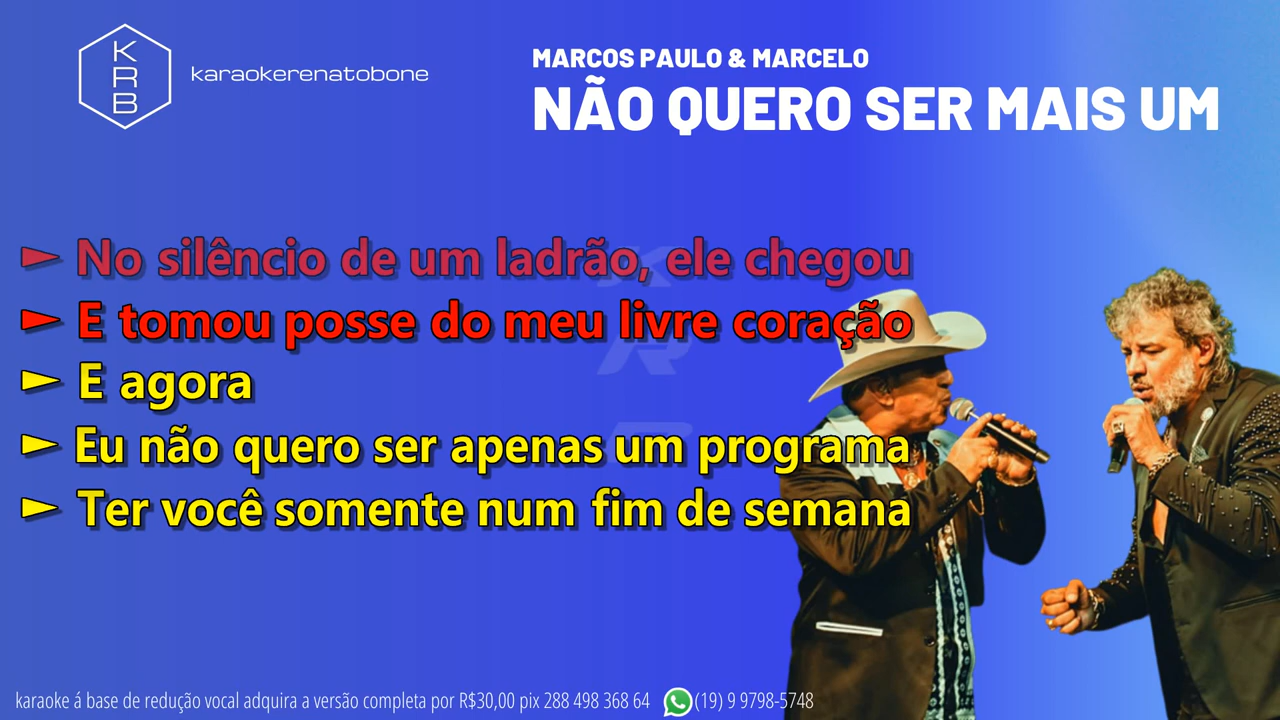 KRB
karaokerenatobone
MARCOS PAULO & MARCELO
NÃO QUERO SER MAIS UM
► No silêncio de um ladrão, ele chegou
► E tomou posse do meu livre coração
► E agora
► Eu não quero ser apenas um programa
► Ter você somente num fim de semana
karaoke á base de redução vocal adquira a versão completa por R$30,00 pix 288 498 368 64 (19) 9 9798-5748